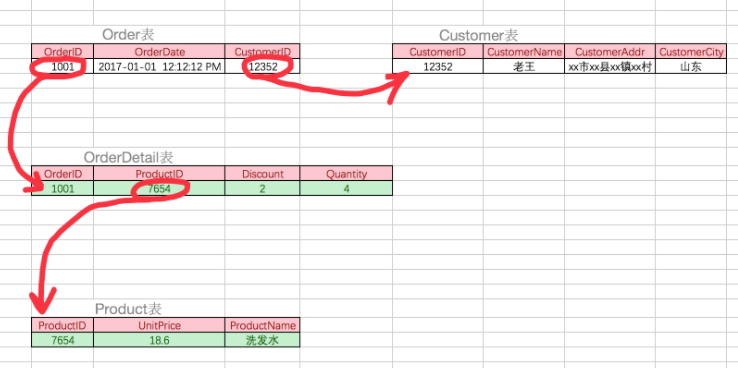 Order表 Customer表
OrderID OrderDate CustomerID CustomerID CustomerName CustomerAddr CustomerCity
1001 2017-01-01 12:12:12 PM 12352 12352 老王 xx市xx县xx镇xx村 山东
OrderDetail表
OrderID ProductID Discount Quantity
1001 7654 2 4
Product表
ProductID UnitPrice ProductName
7654 18.6 洗发水